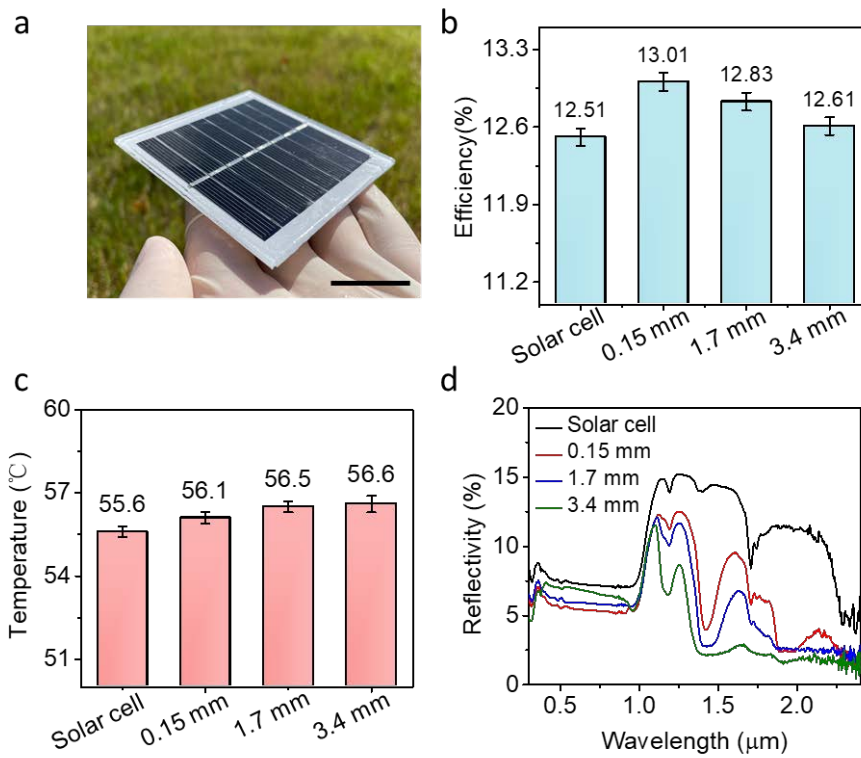 a
b
Efficiency(%)
13.3
12.6
11.9
11.2
12.51
13.01
12.83
12.61
Solar cell
0.15 mm
1.7 mm
3.4 mm
c
Temperature (℃)
60
57
54
51
55.6
56.1
56.5
56.6
Solar cell
0.15 mm
1.7 mm
3.4 mm
d
Reflectivity (%)
20
15
10
5
0
Solar cell
0.15 mm
1.7 mm
3.4 mm
0.5
1.0
1.5
2.0
Wavelength (μm)